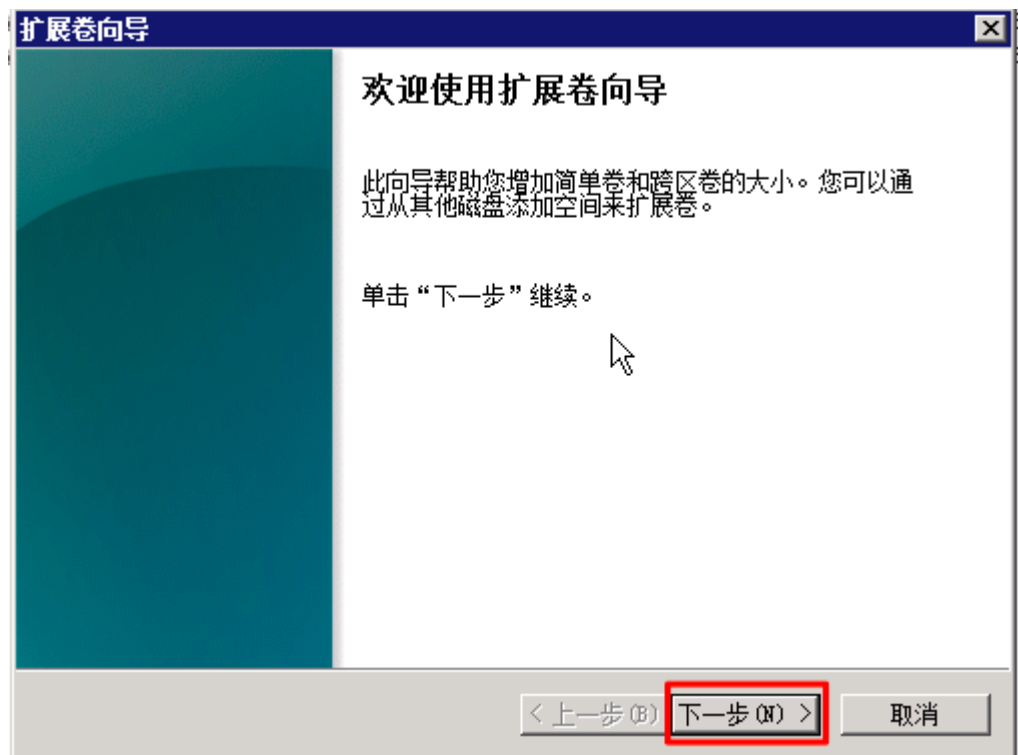 扩展卷向导
欢迎使用扩展卷向导
此向导帮助您增加简单卷和跨区卷的大小。您可以通
过从其他磁盘添加空间来扩展卷。
单击“下一步”继续。
< 上一步(B) 下一步(N) > 取消